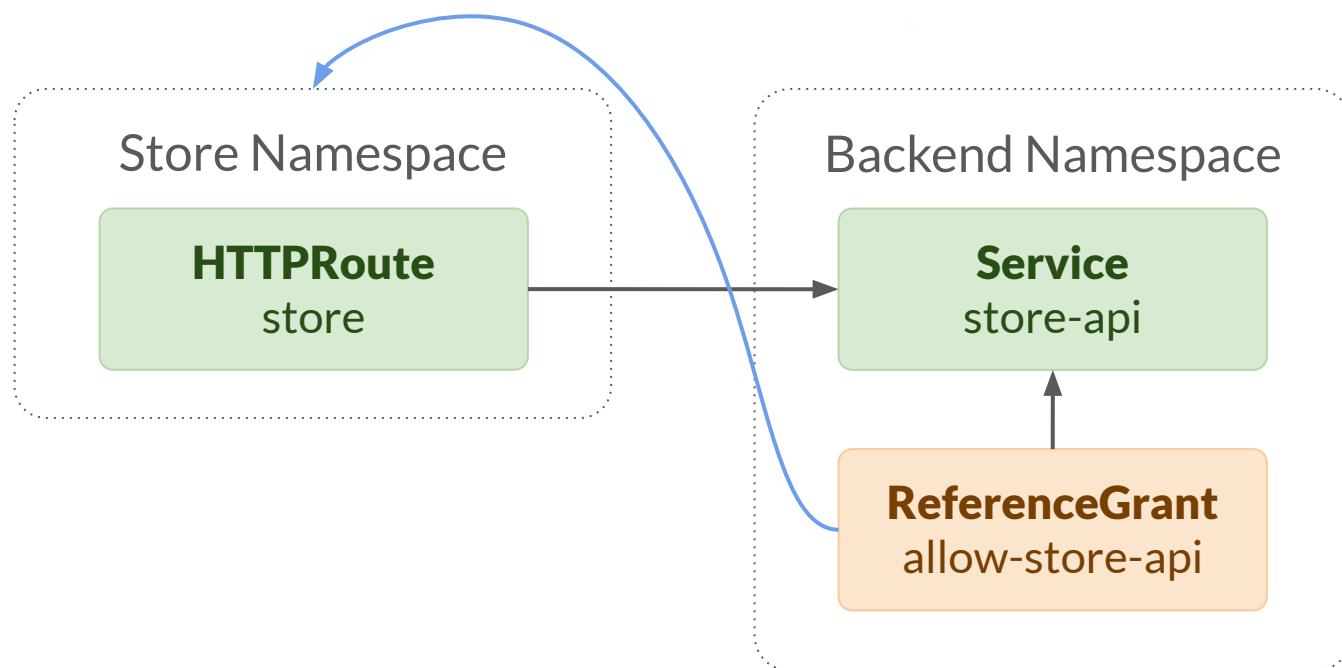 Store Namespace
HTTPRoute
store
Backend Namespace
Service
store-api
ReferenceGrant
allow-store-api